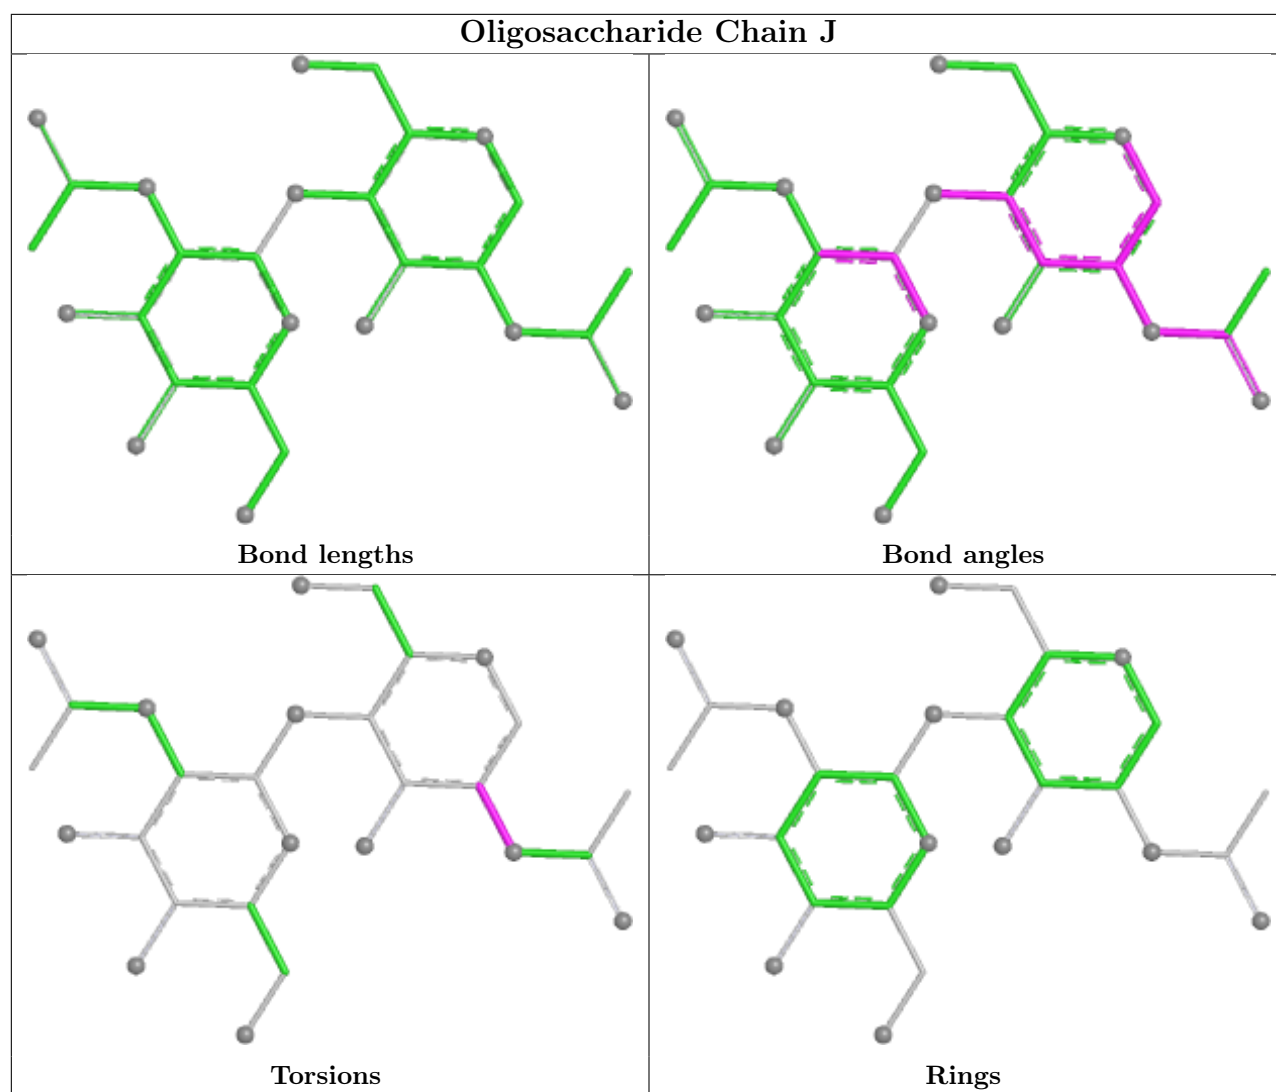 Oligosaccharide Chain J
Bond lengths
Bond angles
Torsions
Rings